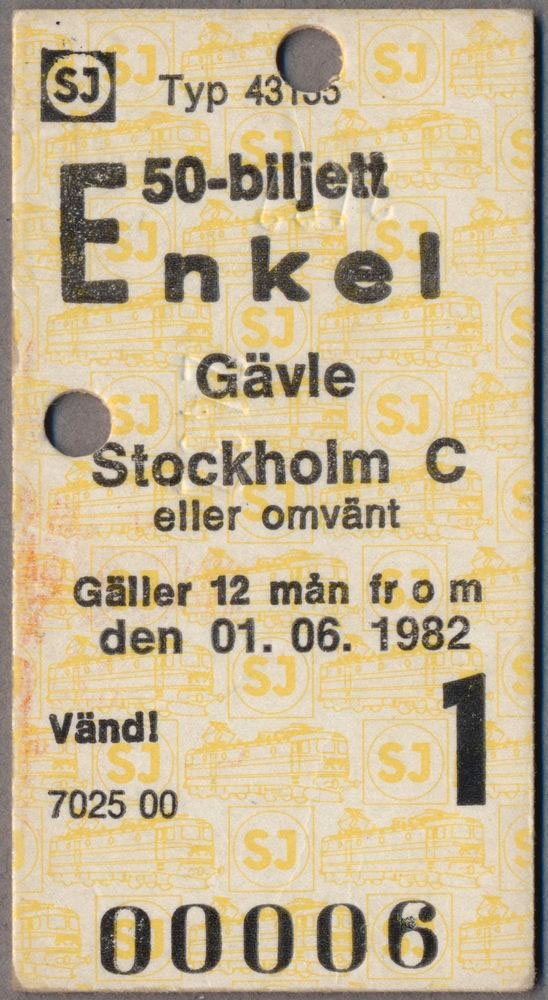 SJ
Typ 43135
50-biljett
Enkel
Gävle
Stockholm C
eller omvänt
Gäller 12 mån fr o m
den 01. 06. 1982
1
Vänd!
7025 00
00006